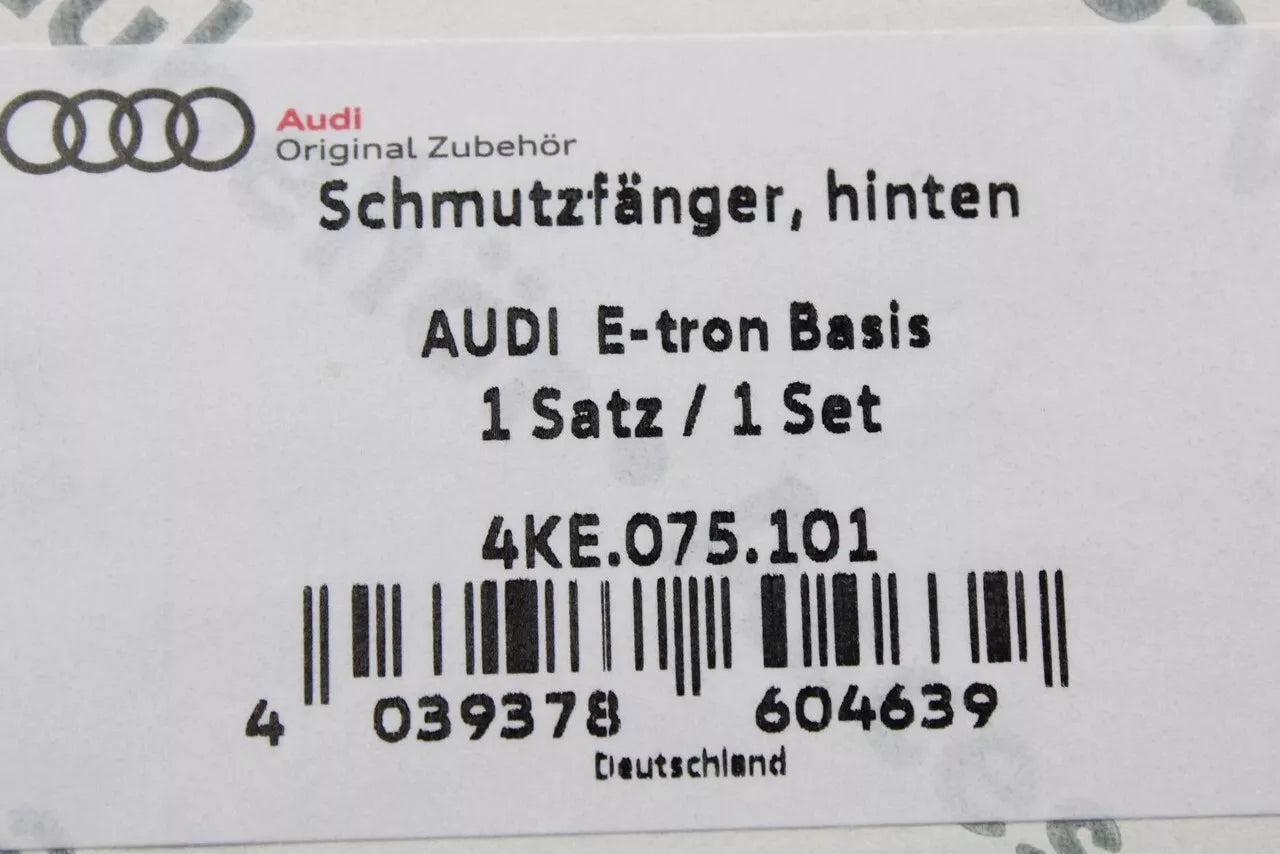 Audi
Original Zubehör
Schmutzfänger, hinten
AUDI E-tron Basis
1 Satz / 1 Set
4KE.075.101
4 039378 604639
Deutschland